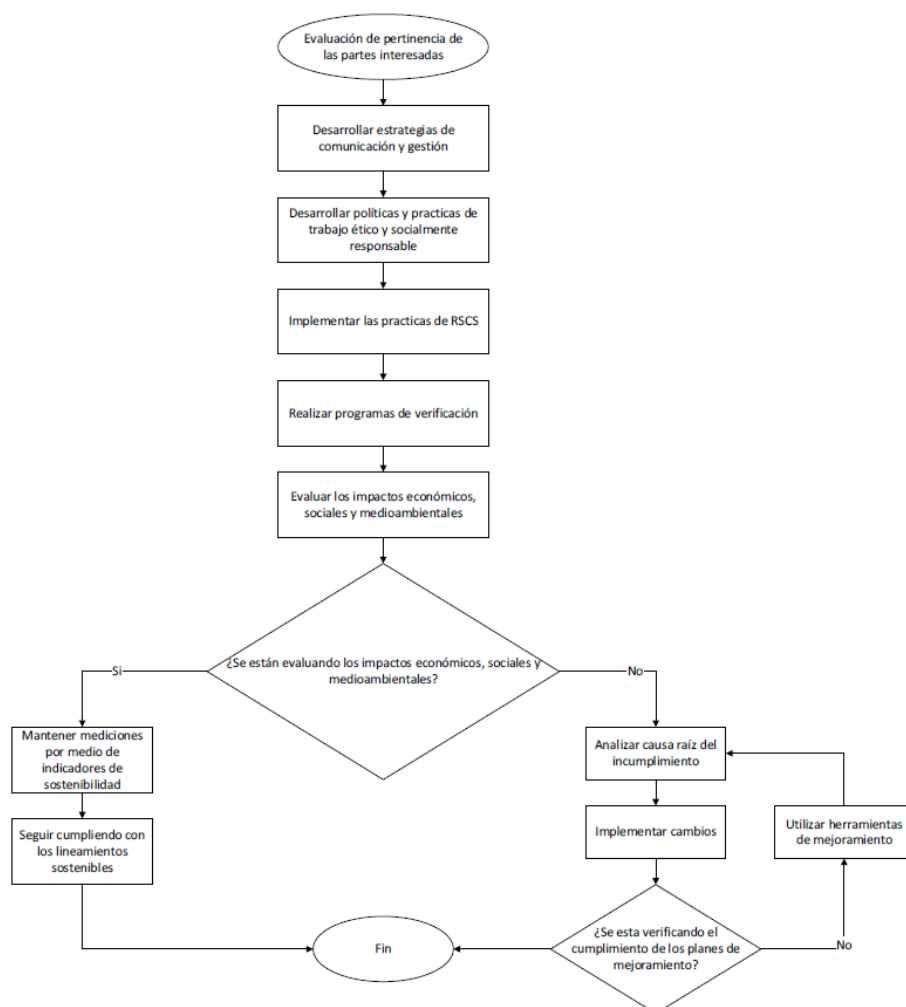 Evaluación de pertinencia de
las partes interesadas
Desarrollar estrategias de
comunicación y gestión
Desarrollar políticas y practicas de
trabajo ético y socialmente
responsable
Implementar las practicas de RSCS
Realizar programas de verificación
Evaluar los impactos económicos,
sociales y medioambientales
¿Se están evaluando los impactos económicos, sociales y
medioambientales?
Si
No
Mantener mediciones
por medio de
indicadores de
sostenibilidad
Analizar causa raíz del
incumplimiento
Seguir cumpliendo con
los lineamientos
sostenibles
Implementar cambios
Utilizar herramientas
de mejoramiento
¿Se esta verificando el
cumplimiento de los planes de
mejoramiento?
No
Fin